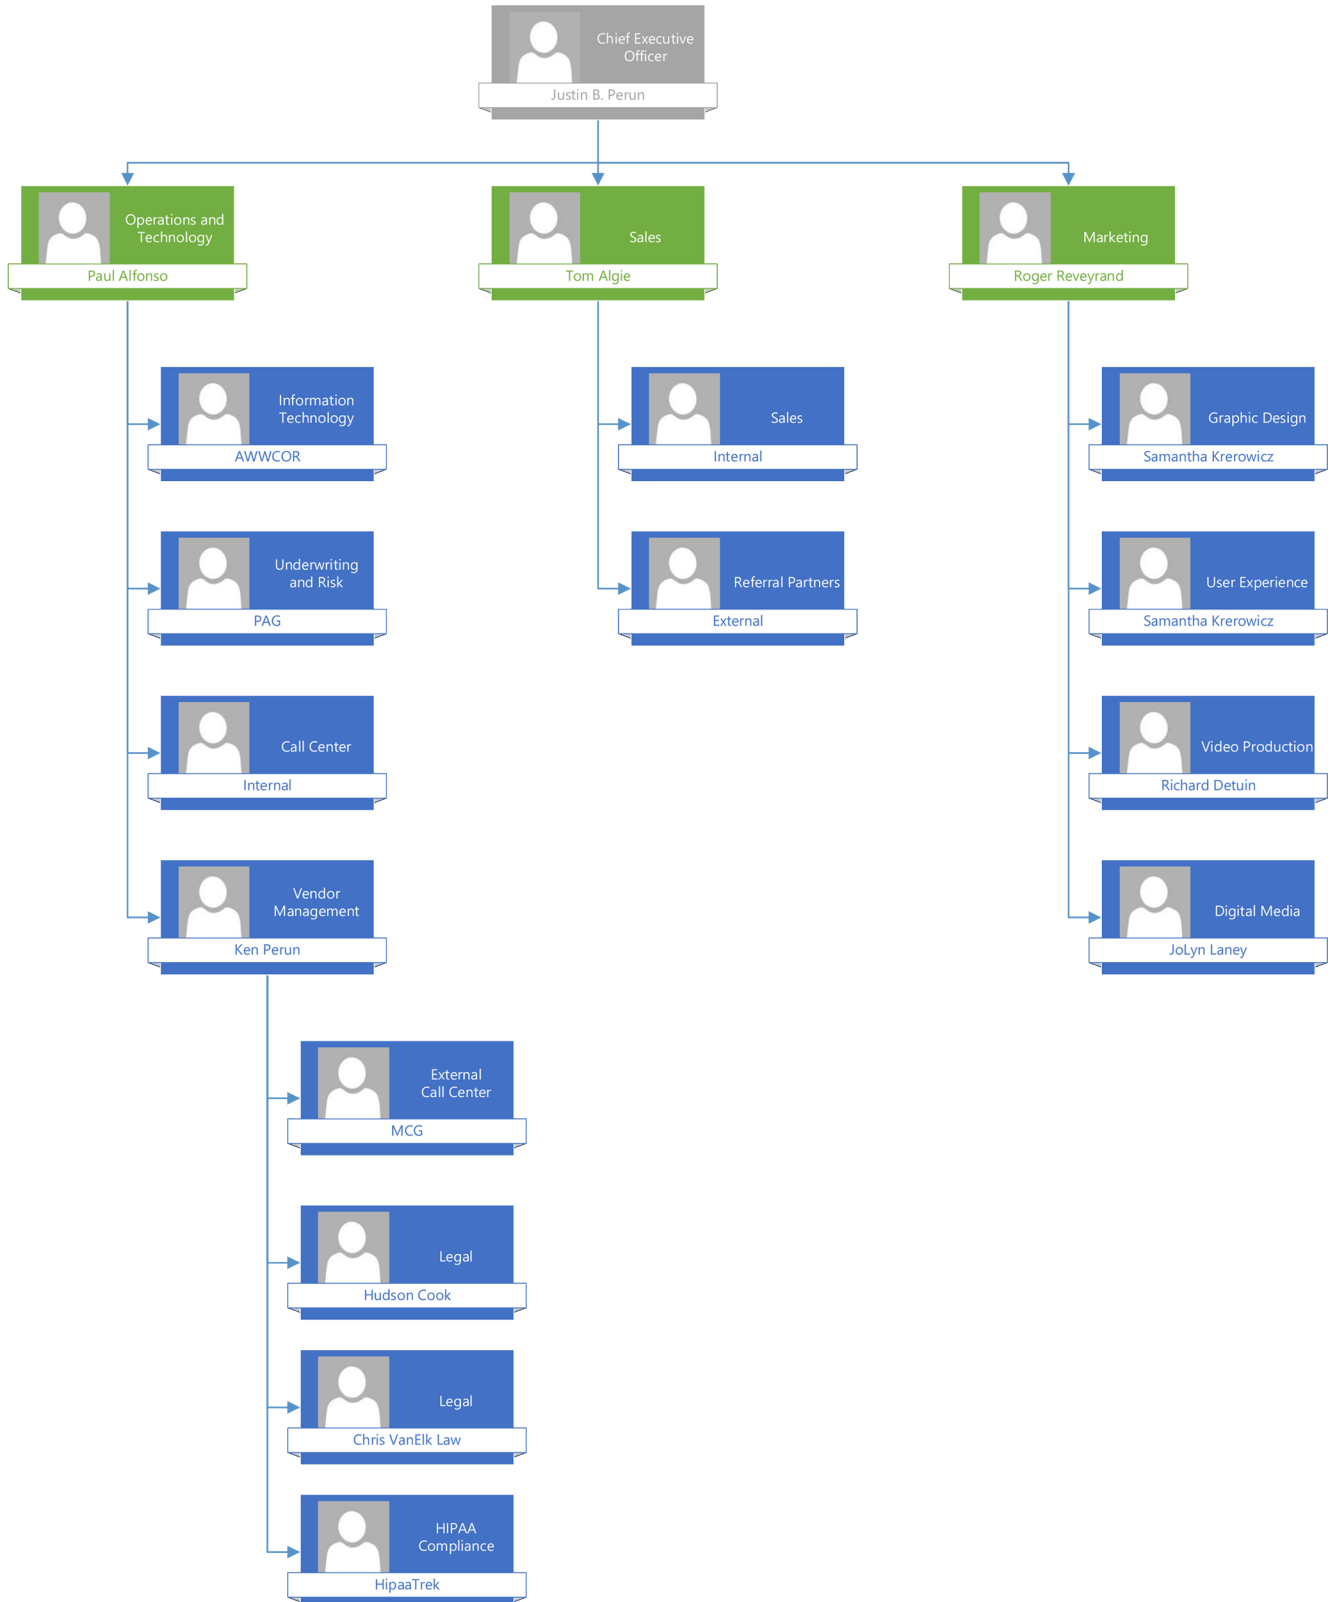 Chief Executive
Officer
Justin B. Perun
Operations and
Technology
Paul Alfonso
Sales
Tom Algie
Marketing
Roger Reveyrand
Information
Technology
AWWCOR
Sales
Internal
Graphic Design
Samantha Krerowicz
Underwriting
and Risk
PAG
Referral Partners
External
User Experience
Samantha Krerowicz
Call Center
Internal
Video Production
Richard Detuin
Vendor
Management
Ken Perun
Digital Media
JoLyn Laney
External
Call Center
MCG
Legal
Hudson Cook
Legal
Chris VanElk Law
HIPAA
Compliance
HipaaTrek